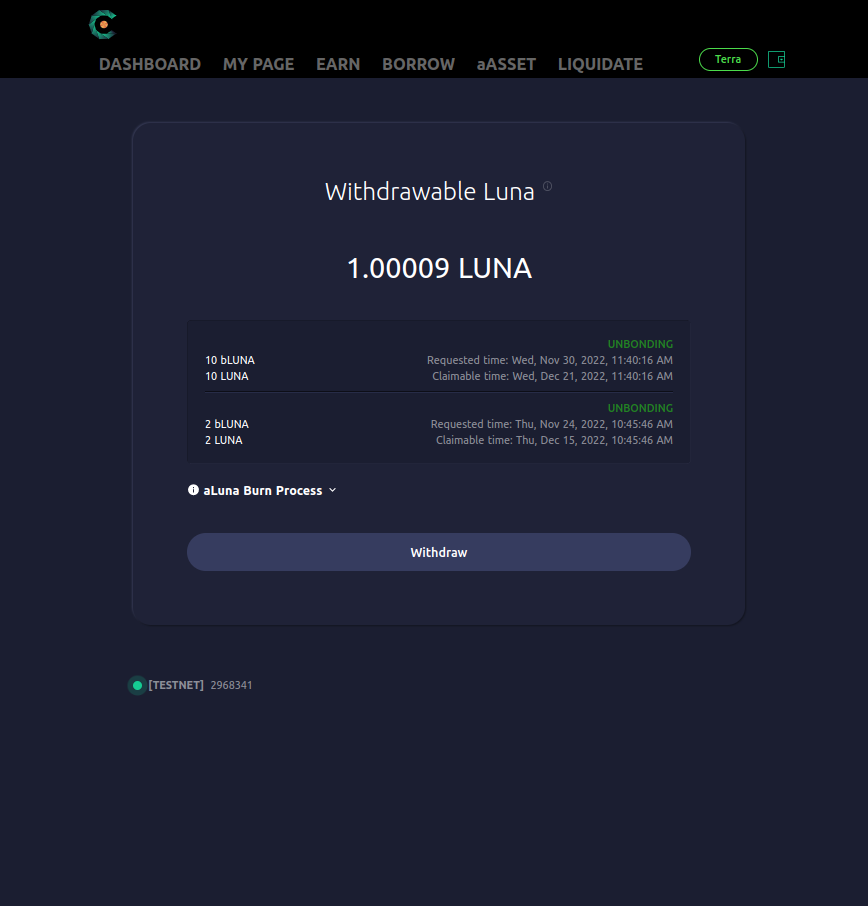 DASHBOARD MY PAGE EARN BORROW aASSET LIQUIDATE Terra
Withdrawable Luna
1.00009 LUNA
UNBONDING
10 bLUNA Requested time: Wed, Nov 30, 2022, 11:40:16 AM
10 LUNA Claimable time: Wed, Dec 21, 2022, 11:40:16 AM
UNBONDING
2 bLUNA Requested time: Thu, Nov 24, 2022, 10:45:46 AM
2 LUNA Claimable time: Thu, Dec 15, 2022, 10:45:46 AM
aLuna Burn Process
Withdraw
[TESTNET] 2968341